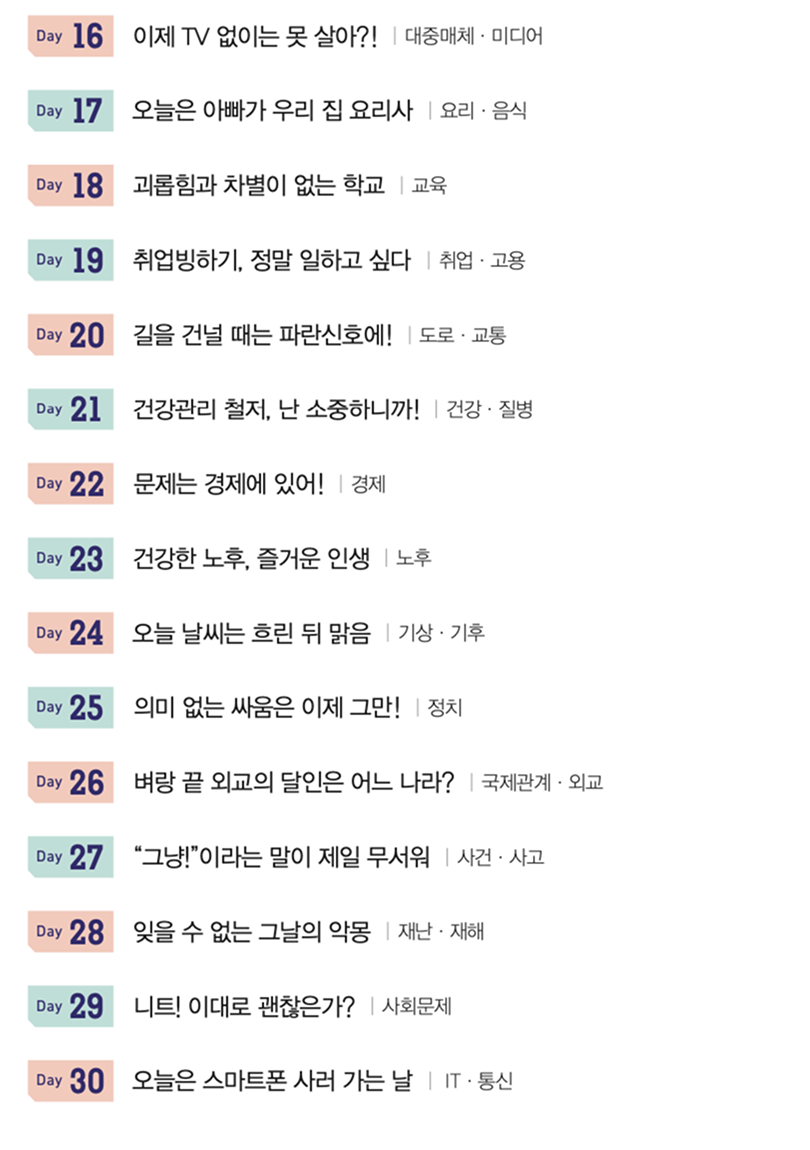 Day 16 이제 TV 없이는 못 살아?! | 대중매체 · 미디어
Day 17 오늘은 아빠가 우리 집 요리사 | 요리 · 음식
Day 18 괴롭힘과 차별이 없는 학교 | 교육
Day 19 취업빙하기, 정말 일하고 싶다 | 취업 · 고용
Day 20 길을 건널 때는 파란신호에! | 도로 · 교통
Day 21 건강관리 철저, 난 소중하니까! | 건강 · 질병
Day 22 문제는 경제에 있어! | 경제
Day 23 건강한 노후, 즐거운 인생 | 노후
Day 24 오늘 날씨는 흐린 뒤 맑음 | 기상 · 기후
Day 25 의미 없는 싸움은 이제 그만! | 정치
Day 26 벼랑 끝 외교의 달인은 어느 나라? | 국제관계 · 외교
Day 27 “그냥!”이라는 말이 제일 무서워 | 사건 · 사고
Day 28 잊을 수 없는 그날의 악몽 | 재난 · 재해
Day 29 니트! 이대로 괜찮은가? | 사회문제
Day 30 오늘은 스마트폰 사러 가는 날 | IT · 통신